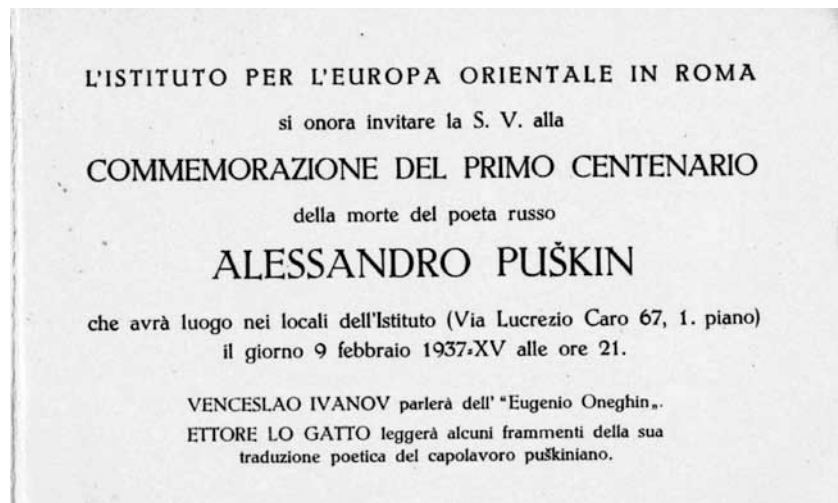 L'ISTITUTO PER L'EUROPA ORIENTALE IN ROMA
si onora invitare la S. V. alla
COMMEMORAZIONE DEL PRIMO CENTENARIO
della morte del poeta russo
ALESSANDRO PUŠKIN
che avrà luogo nei locali dell'Istituto (Via Lucrezio Caro 67, 1. piano)
il giorno 9 febbraio 1937=XV alle ore 21.
VENCESLAO IVANOV parlerà dell' “Eugenio Oneghin„.
ETTORE LO GATTO leggerà alcuni frammenti della sua
traduzione poetica del capolavoro puškiniano.